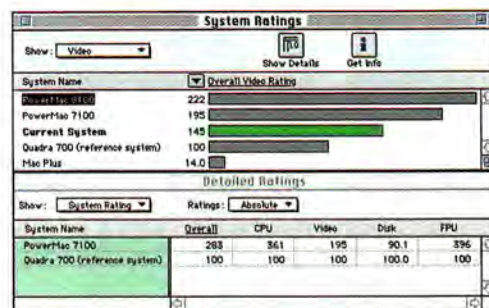 System Ratings
Show: Video
Show Details
Get Info
System Name Overall Video Rating
PowerMac 8100 222
PowerMac 7100 195
Current System 145
Quadra 700 (reference system) 100
Mac Plus 14.0
Detailed Ratings
Show: System Rating Ratings: Absolute
System Name Overall CPU Video Disk FPU
PowerMac 7100 283 361 195 90.1 396
Quadra 700 (reference system) 100 100 100 100.0 100